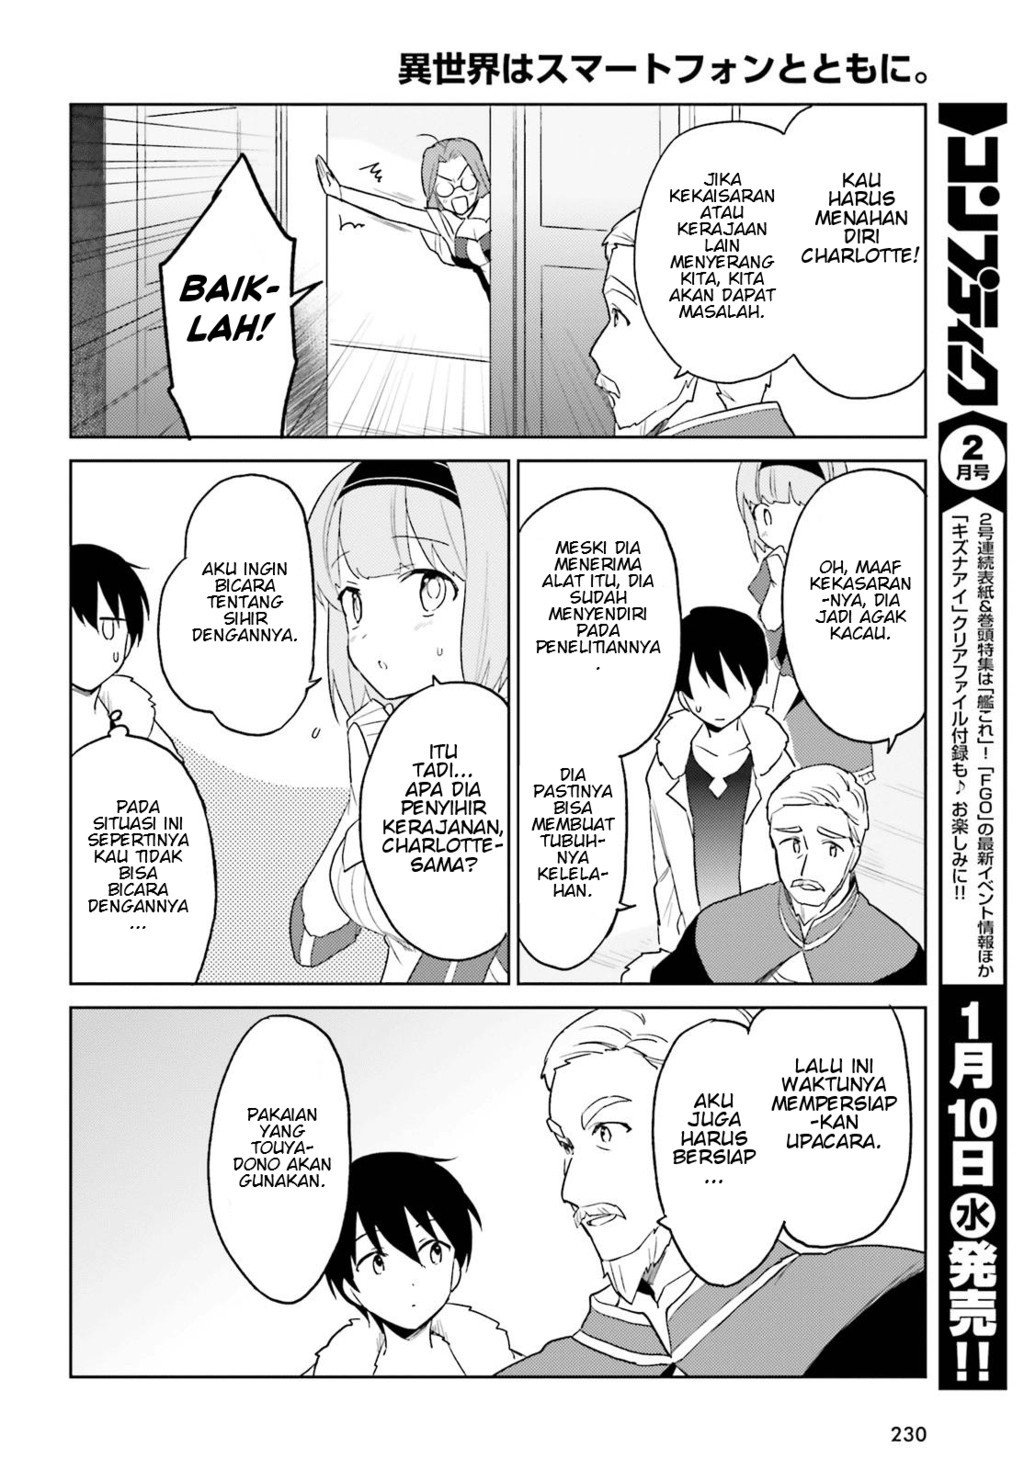 異世界はスマートフォンとともに。
KAU
HARUS
MENAHAN
DIRI
CHARLOTTE!
JIKA
KEKAISARAN
ATAU
KERAJAAN
LAIN
MENYERANG
KITA, KITA
AKAN DAPAT
MASALAH.
BAIK-
LAH!
OH, MAAF
KEKASARAN
-NYA, DIA
JADI AGAK
KACAU.
MESKI DIA
MENERIMA
ALAT ITU, DIA
SUDAH
MENYENDIRI
PADA
PENELITIANNYA
.
DIA
PASTINYA
BISA
MEMBUAT
TUBUH-
NYA
KELELA-
HAN.
AKU INGIN
BICARA
TENTANG
SIHIR
DENGANNYA.
ITU
TADI...
APA DIA
PENYIHIR
KERAJANAN,
CHARLOTTE-
SAMA?
PADA
SITUASI INI
SEPERTINYA
KAU TIDAK
BISA
BICARA
DENGANNYA
...
LALU INI
WAKTUNYA
MEMPERSIAP
-KAN
UPACARA.
AKU
JUGA
HARUS
BERSIAP
...
PAKAIAN
YANG
TOUYA-
DONO AKAN
GUNAKAN.
コンプティーク
2
月号
2号連続表紙&巻頭特集は「艦これ」！「FGO」の最新イベント情報ほか
「キズナアイ」クリアファイル付録も♪お楽しみに!!
1月10日㊌発売!!
230